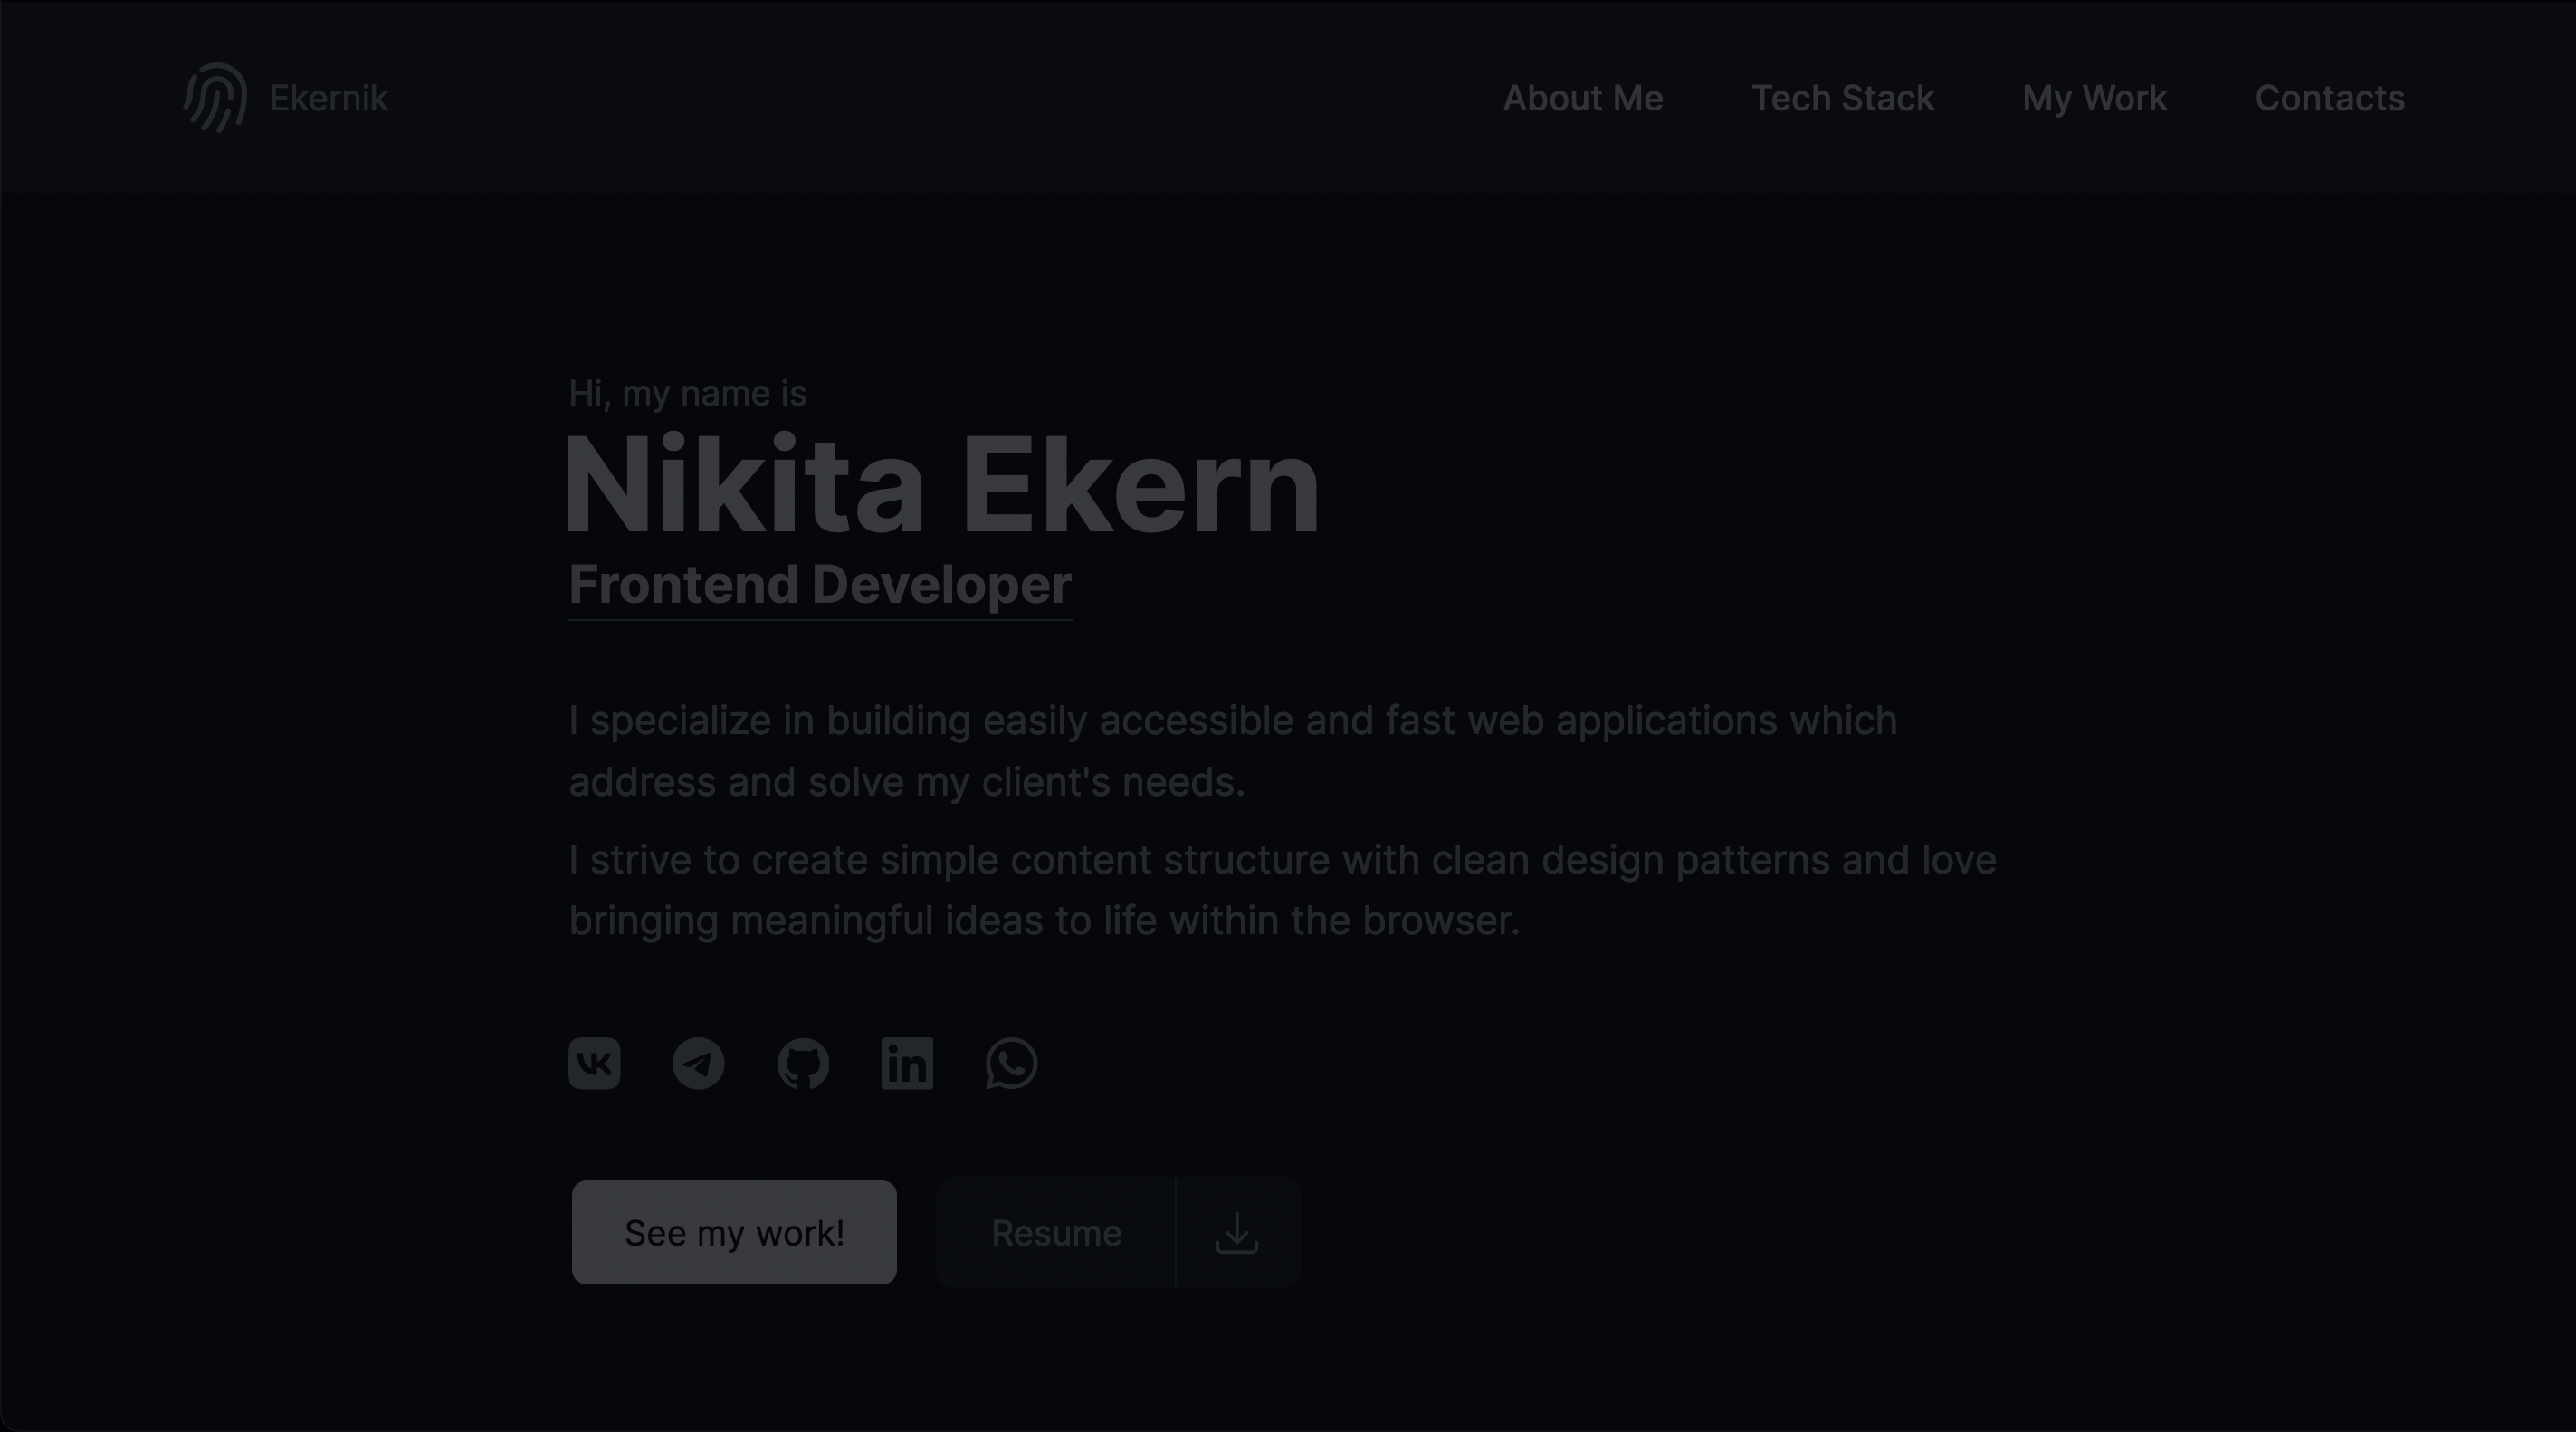 Ekernik
About Me
Tech Stack
My Work
Contacts
Hi, my name is
Nikita Ekern
Frontend Developer
I specialize in building easily accessible and fast web applications which
address and solve my client's needs.
I strive to create simple content structure with clean design patterns and love
bringing meaningful ideas to life within the browser.
See my work!
Resume